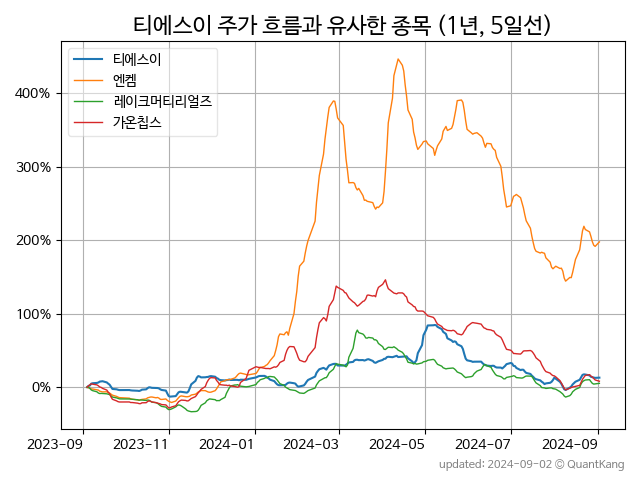 티에스이 주가 흐름과 유사한 종목 (1년, 5일선)
티에스이
엔켐
레이크머티리얼즈
가온칩스
400%
300%
200%
100%
0%
2023-09 2023-11 2024-01 2024-03 2024-05 2024-07 2024-09
updated: 2024-09-02 © QuantKang